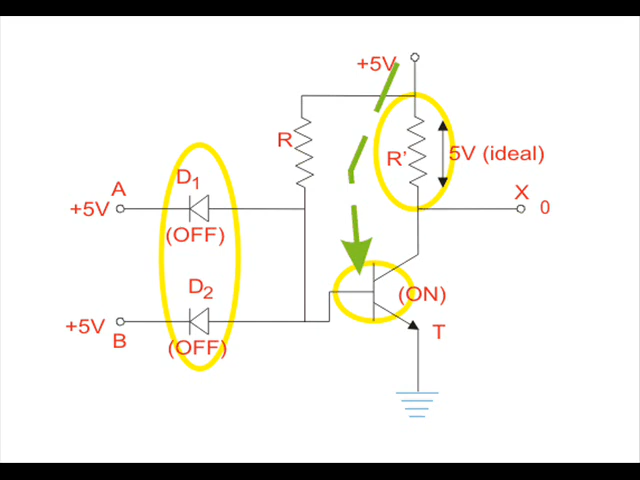 +5V
R
R'
5V (ideal)
D1
A
+5V
(OFF)
X
0
D2
+5V
B
(OFF)
(ON)
T